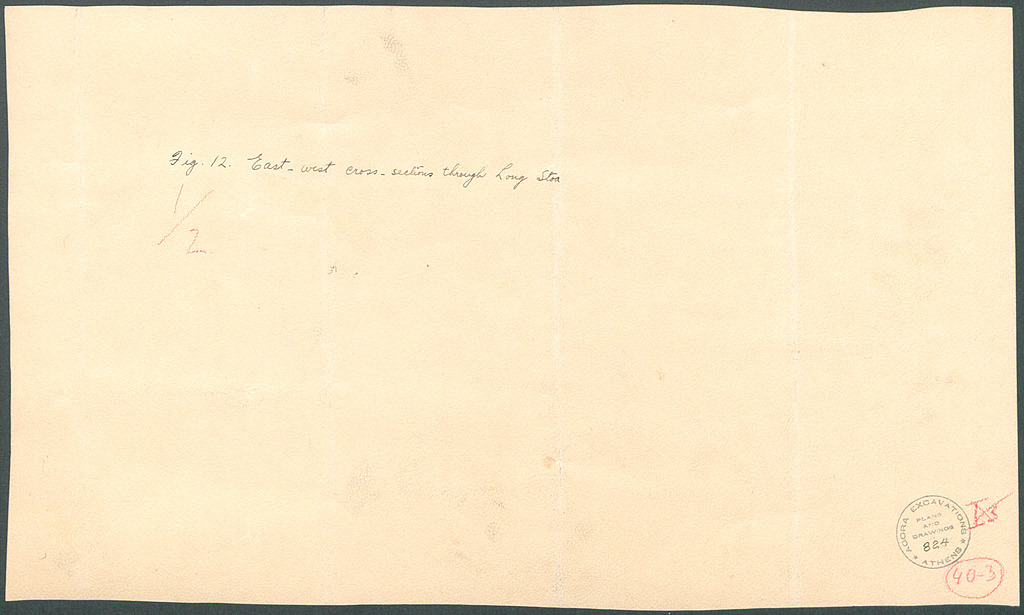 Fig. 12. East-west cross-sections through Long Stoa
1/2
AGORA EXCAVATIONS
PLANS
AND
DRAWINGS
824
* ATHENS *
40-3